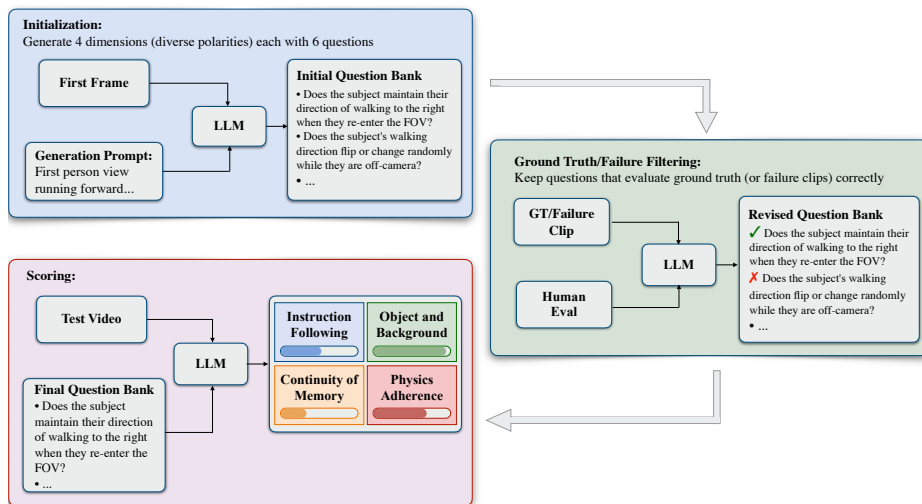 Initialization:
Generate 4 dimensions (diverse polarities) each with 6 questions
First Frame
Generation Prompt:
First person view
running forward...
LLM
Initial Question Bank
• Does the subject maintain their
direction of walking to the right
when they re-enter the FOV?
• Does the subject's walking
direction flip or change randomly
while they are off-camera?
• ...
Ground Truth/Failure Filtering:
Keep questions that evaluate ground truth (or failure clips) correctly
GT/Failure
Clip
Human
Eval
LLM
Revised Question Bank
✓ Does the subject maintain their
direction of walking to the right
when they re-enter the FOV?
✗ Does the subject's walking
direction flip or change randomly
while they are off-camera?
• ...
Scoring:
Test Video
Final Question Bank
• Does the subject
maintain their direction
of walking to the right
when they re-enter the
FOV?
• ...
LLM
Instruction
Following
Object and
Background
Continuity of
Memory
Physics
Adherence